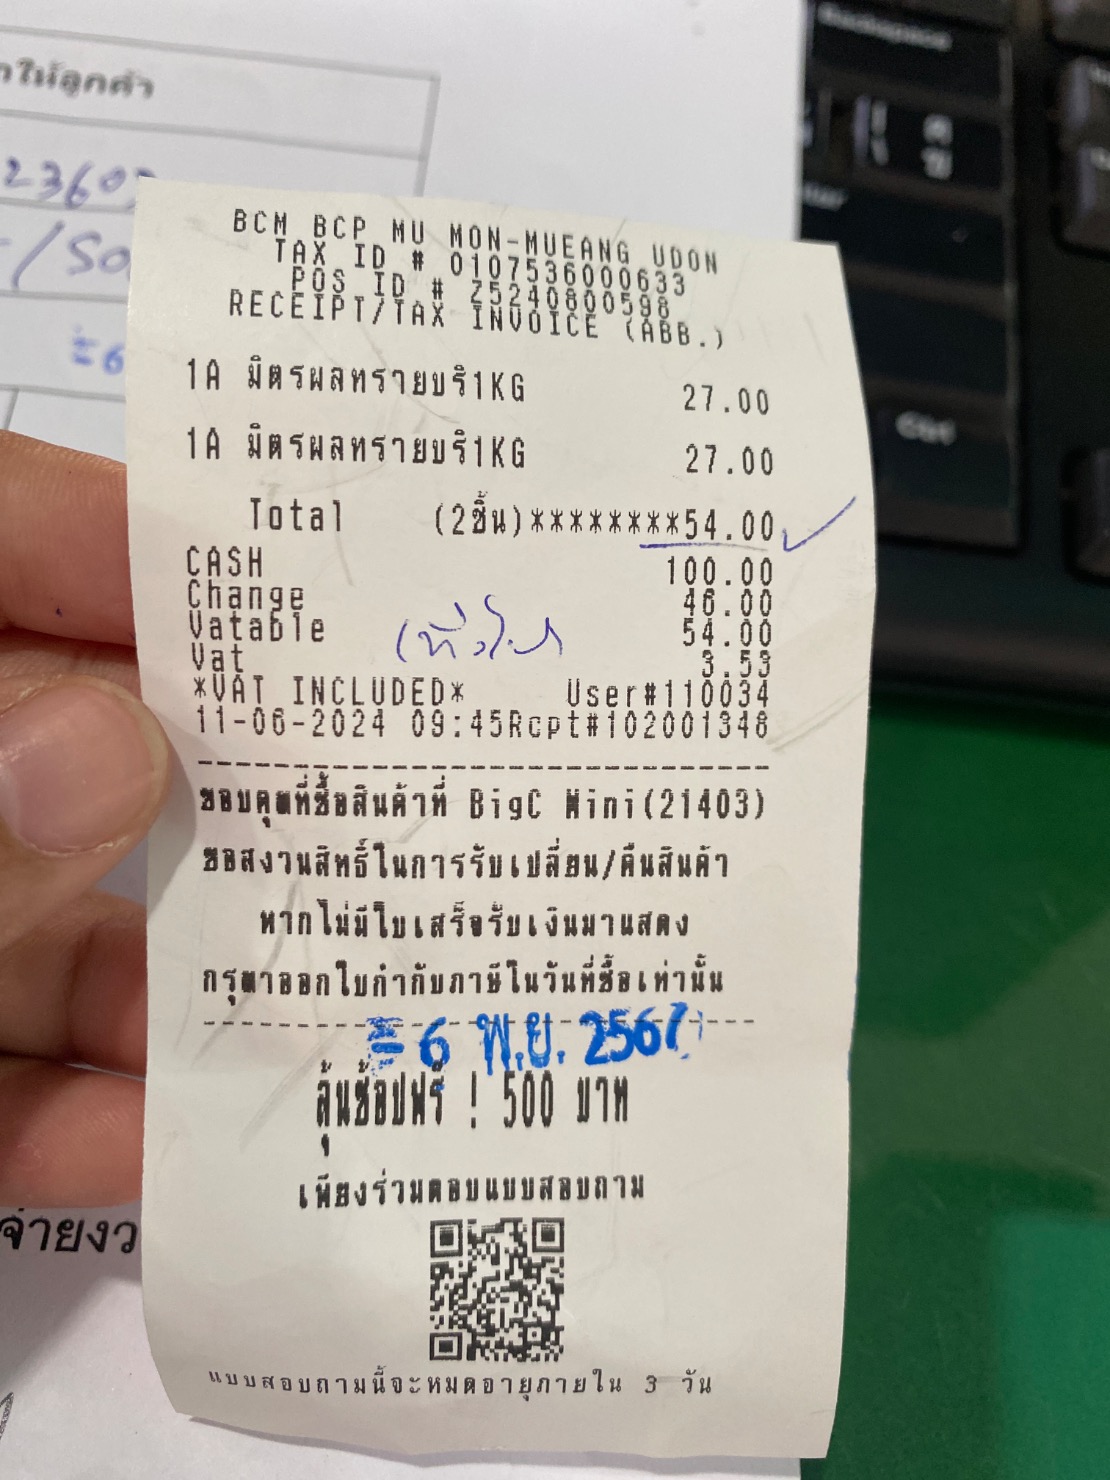 ให้ลูกค้า
BCM BCP MU MON-MUEANG UDON
TAX ID # 0107536000633
POS ID # Z5240800598
RECEIPT/TAX INVOICE (ABB.)
1A มิตรผลทรายบริ1KG 27.00
1A มิตรผลทรายบริ1KG 27.00
Total (2ชิ้น)********54.00
CASH 100.00
Change 46.00
Vatable 54.00
Vat 3.53
*VAT INCLUDED* User#110034
11-06-2024 09:45Rcpt#102001348
ขอบคุณที่ซื้อสินค้าที่ BigC Mini(21403)
ขอสงวนสิทธิ์ในการรับเปลี่ยน/คืนสินค้า
หากไม่มีใบเสร็จรับเงินมาแสดง
กรุณาออกใบกำกับภาษีในวันที่ซื้อเท่านั้น
6 พ.ย. 2567
ลุ้นช้อปฟรี ! 500 บาท
เพียงร่วมตอบแบบสอบถาม
จ่ายงว
แบบสอบถามนี้จะหมดอายุภายใน 3 วัน
Backspace
Ctrl